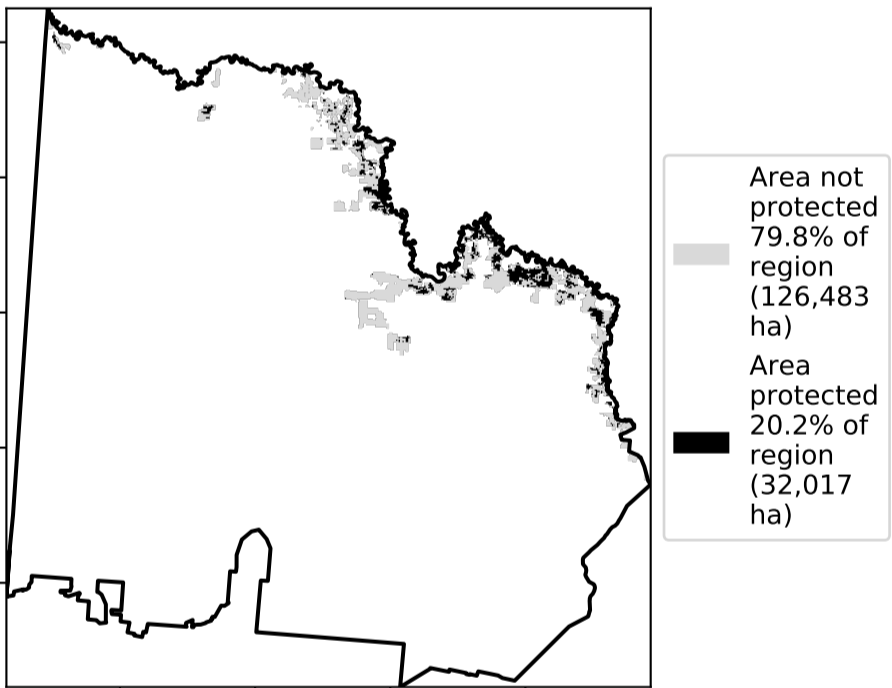 Area not
protected
79.8% of
region
(126,483
ha)
Area
protected
20.2% of
region
(32,017
ha)